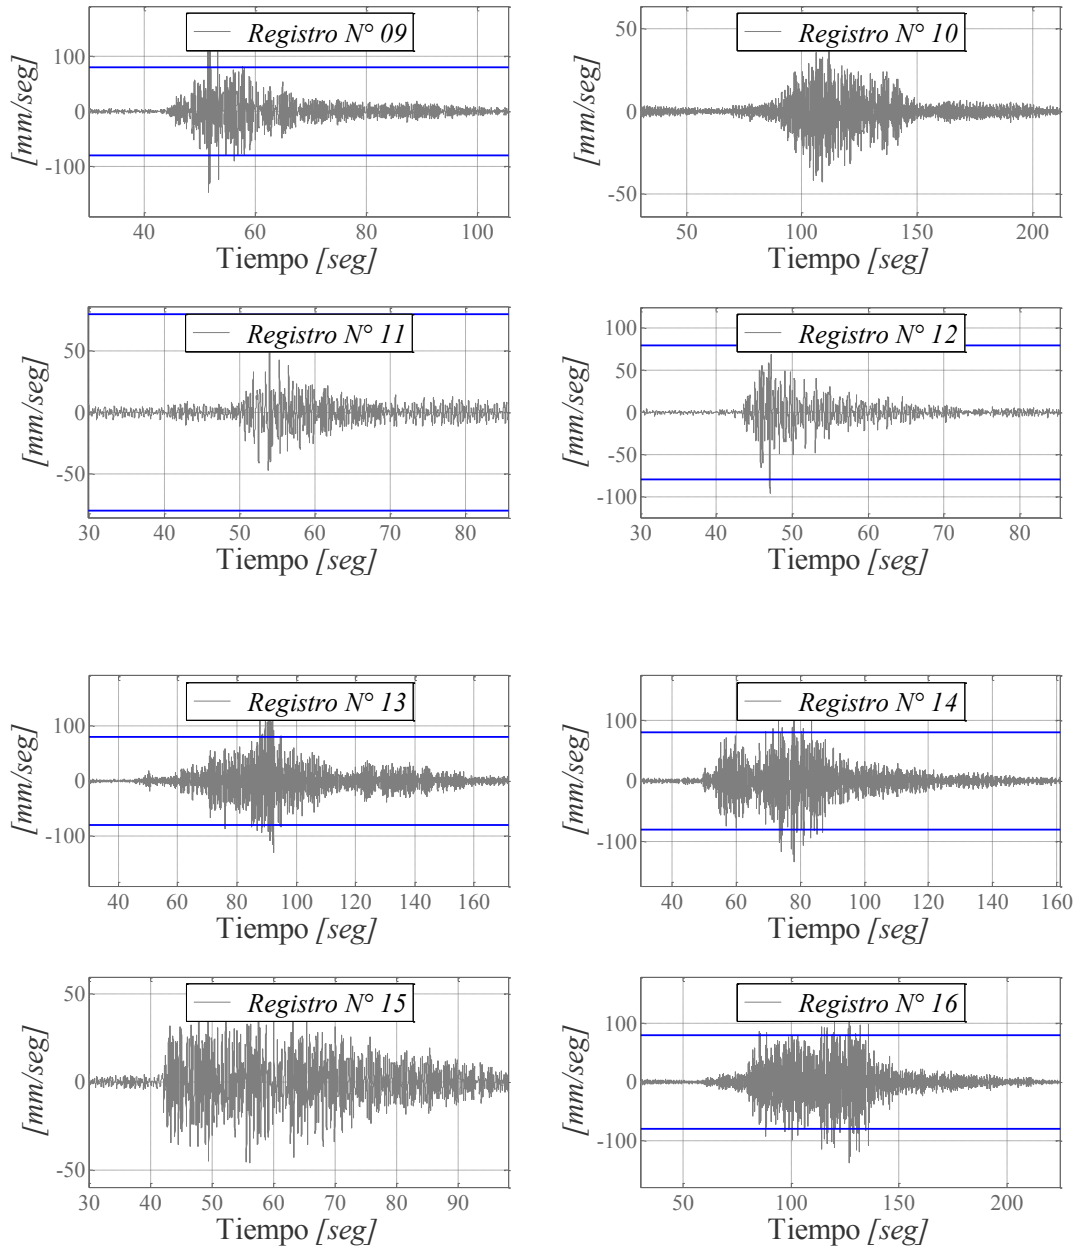 Registro N° 09
[mm/seg]
100
0
-100
40 60 80 100
Tiempo [seg]
Registro N° 10
[mm/seg]
50
0
-50
50 100 150 200
Tiempo [seg]
Registro N° 11
[mm/seg]
50
0
-50
30 40 50 60 70 80
Tiempo [seg]
Registro N° 12
[mm/seg]
100
50
0
-50
-100
30 40 50 60 70 80
Tiempo [seg]
Registro N° 13
[mm/seg]
100
0
-100
40 60 80 100 120 140 160
Tiempo [seg]
Registro N° 14
[mm/seg]
100
0
-100
40 60 80 100 120 140 160
Tiempo [seg]
Registro N° 15
[mm/seg]
50
0
-50
30 40 50 60 70 80 90
Tiempo [seg]
Registro N° 16
[mm/seg]
100
0
-100
50 100 150 200
Tiempo [seg]